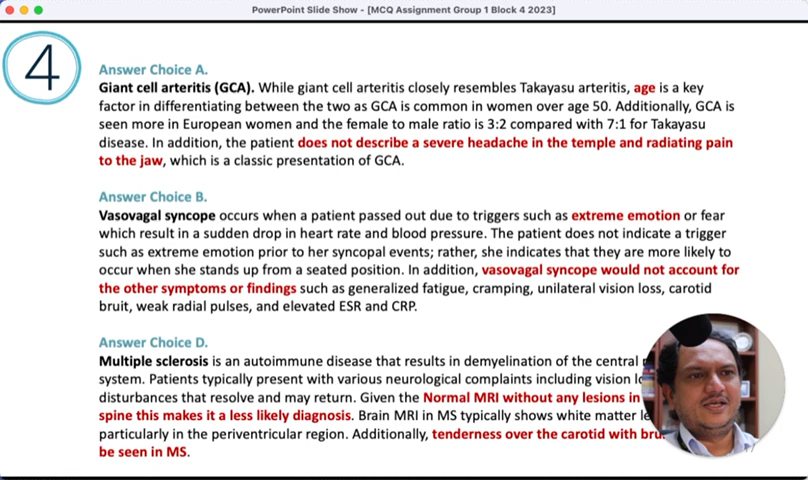 PowerPoint Slide Show - [MCQ Assignment Group 1 Block 4 2023]
4
Answer Choice A.
Giant cell arteritis (GCA). While giant cell arteritis closely resembles Takayasu arteritis, age is a key
factor in differentiating between the two as GCA is common in women over age 50. Additionally, GCA is
seen more in European women and the female to male ratio is 3:2 compared with 7:1 for Takayasu
disease. In addition, the patient does not describe a severe headache in the temple and radiating pain
to the jaw, which is a classic presentation of GCA.
Answer Choice B.
Vasovagal syncope occurs when a patient passed out due to triggers such as extreme emotion or fear
which result in a sudden drop in heart rate and blood pressure. The patient does not indicate a trigger
such as extreme emotion prior to her syncopal events; rather, she indicates that they are more likely to
occur when she stands up from a seated position. In addition, vasovagal syncope would not account for
the other symptoms or findings such as generalized fatigue, cramping, unilateral vision loss, carotid
bruit, weak radial pulses, and elevated ESR and CRP.
Answer Choice D.
Multiple sclerosis is an autoimmune disease that results in demyelination of the central
system. Patients typically present with various neurological complaints including vision
disturbances that resolve and may return. Given the Normal MRI without any lesions in
spine this makes it a less likely diagnosis. Brain MRI in MS typically shows white matter
particularly in the periventricular region. Additionally, tenderness over the carotid with
be seen in MS.